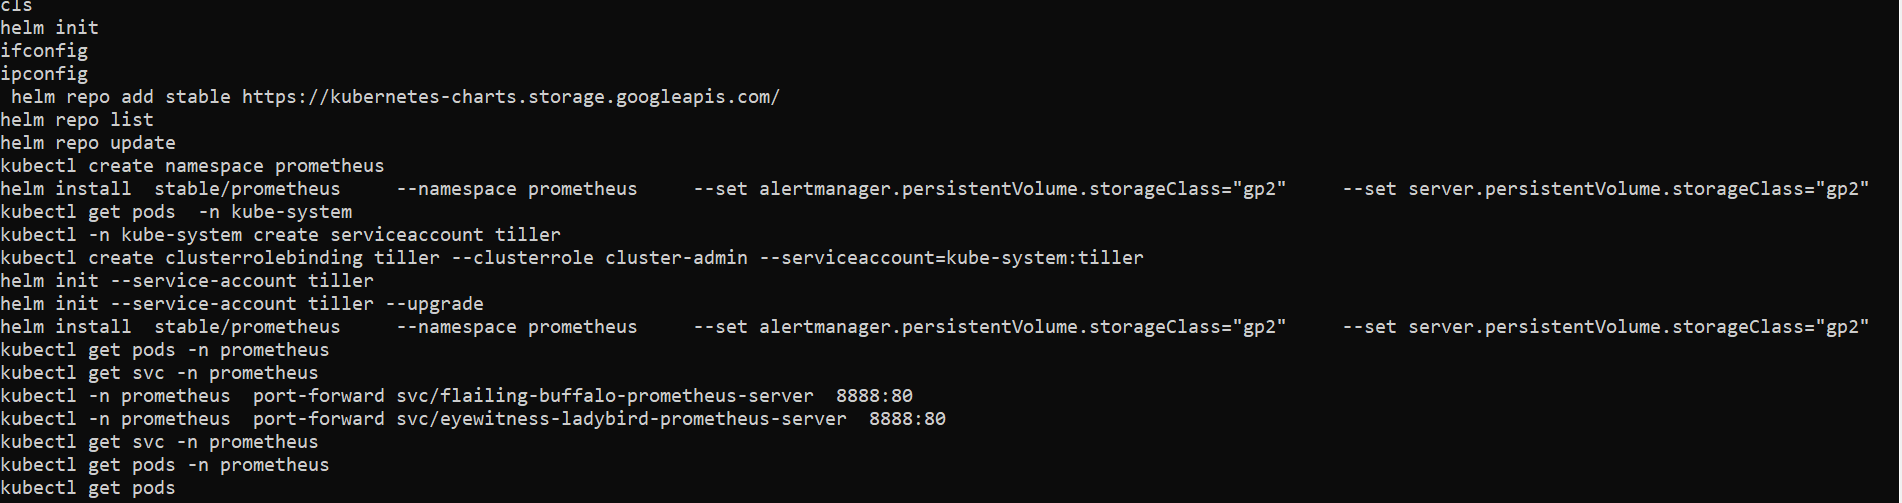 cls
helm init
ifconfig
ipconfig
 helm repo add stable https://kubernetes-charts.storage.googleapis.com/
helm repo list
helm repo update
kubectl create namespace prometheus
helm install  stable/prometheus     --namespace prometheus     --set alertmanager.persistentVolume.storageClass="gp2"     --set server.persistentVolume.storageClass="gp2"
kubectl get pods  -n kube-system
kubectl -n kube-system create serviceaccount tiller
kubectl create clusterrolebinding tiller --clusterrole cluster-admin --serviceaccount=kube-system:tiller
helm init --service-account tiller
helm init --service-account tiller --upgrade
helm install  stable/prometheus     --namespace prometheus     --set alertmanager.persistentVolume.storageClass="gp2"     --set server.persistentVolume.storageClass="gp2"
kubectl get pods -n prometheus
kubectl get svc -n prometheus
kubectl -n prometheus  port-forward svc/flailing-buffalo-prometheus-server  8888:80
kubectl -n prometheus  port-forward svc/eyewitness-ladybird-prometheus-server  8888:80
kubectl get svc -n prometheus
kubectl get pods -n prometheus
kubectl get pods